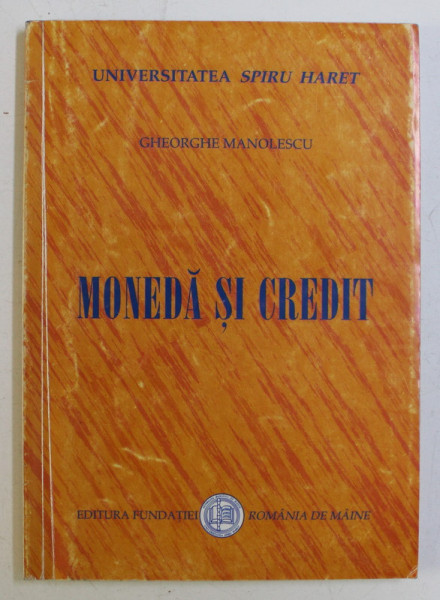 UNIVERSITATEA SPIRU HARET
GHEORGHE MANOLESCU
MONEDĂ ȘI CREDIT
EDITURA FUNDAȚIEI ROMÂNIA DE MÂINE